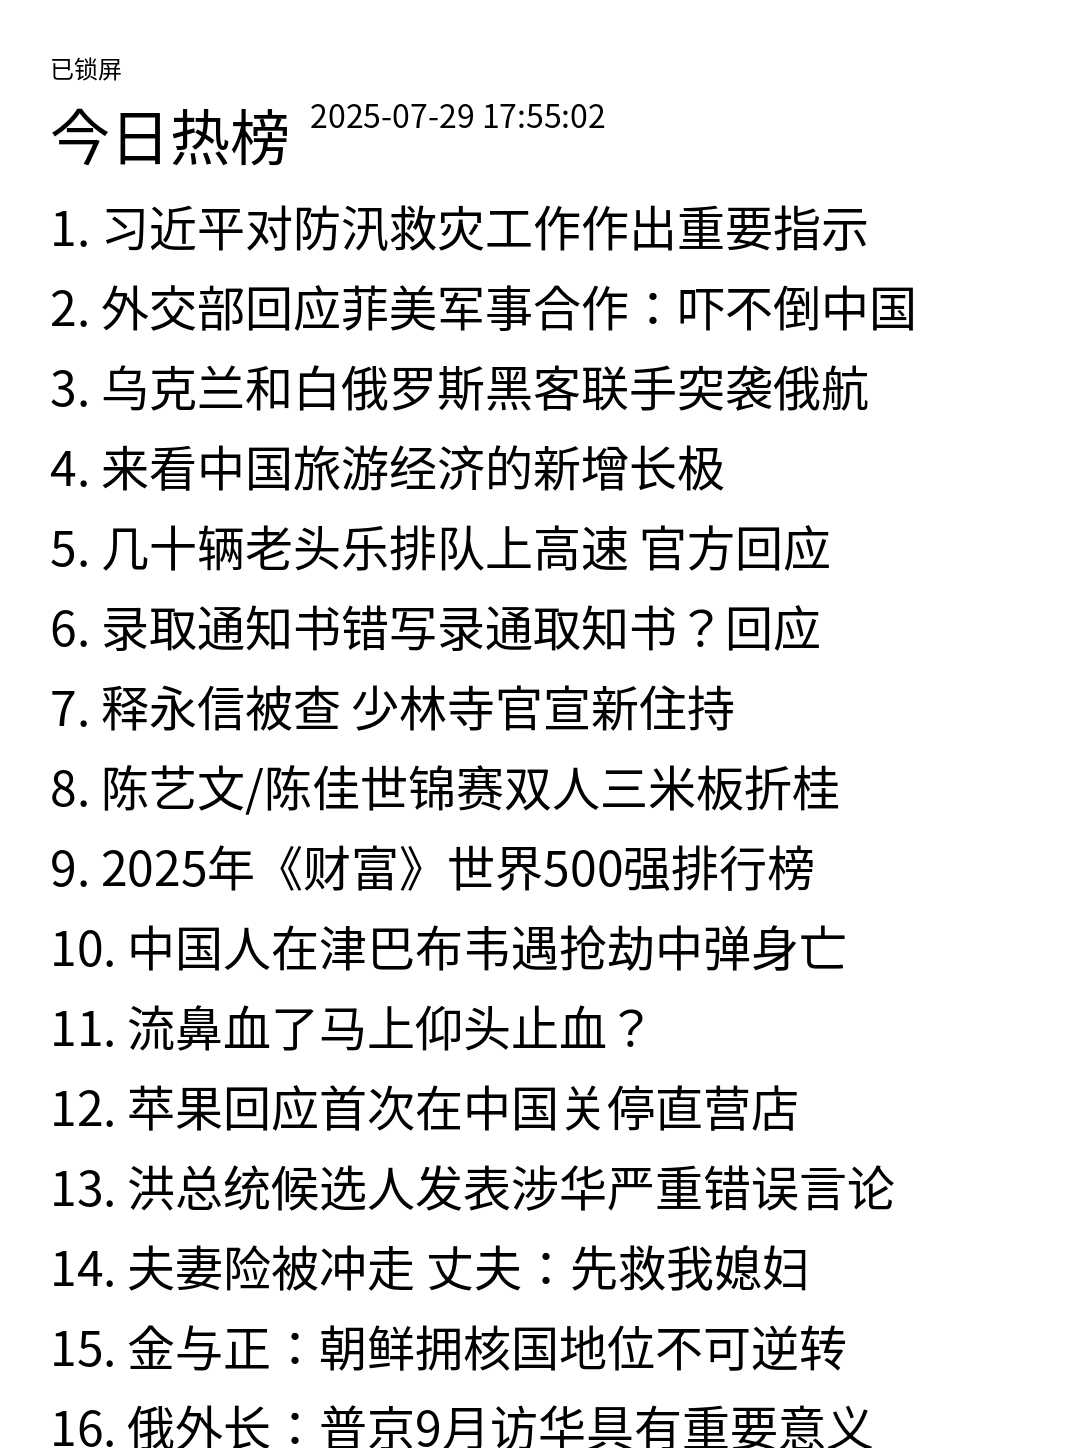 已锁屏
今日热榜 2025-07-29 17:55:02
1. 习近平对防汛救灾工作作出重要指示
2. 外交部回应菲美军事合作：吓不倒中国
3. 乌克兰和白俄罗斯黑客联手突袭俄航
4. 来看中国旅游经济的新增长极
5. 几十辆老头乐排队上高速 官方回应
6. 录取通知书错写录通取知书？回应
7. 释永信被查 少林寺官宣新住持
8. 陈艺文/陈佳世锦赛双人三米板折桂
9. 2025年《财富》世界500强排行榜
10. 中国人在津巴布韦遇抢劫中弹身亡
11. 流鼻血了马上仰头止血？
12. 苹果回应首次在中国关停直营店
13. 洪总统候选人发表涉华严重错误言论
14. 夫妻险被冲走 丈夫：先救我媳妇
15. 金与正：朝鲜拥核国地位不可逆转
16. 俄外长：普京9月访华具有重要意义